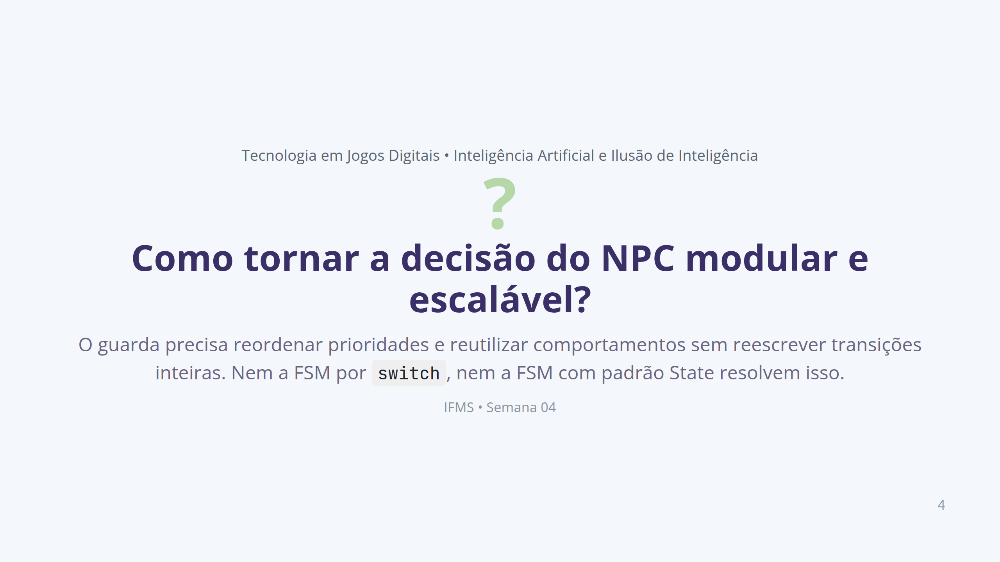 Tecnologia em Jogos Digitais • Inteligência Artificial e Ilusão de Inteligência
?
Como tornar a decisão do NPC modular e
escalável?
O guarda precisa reordenar prioridades e reutilizar comportamentos sem reescrever transições
inteiras. Nem a FSM por switch, nem a FSM com padrão State resolvem isso.
IFMS • Semana 04
4